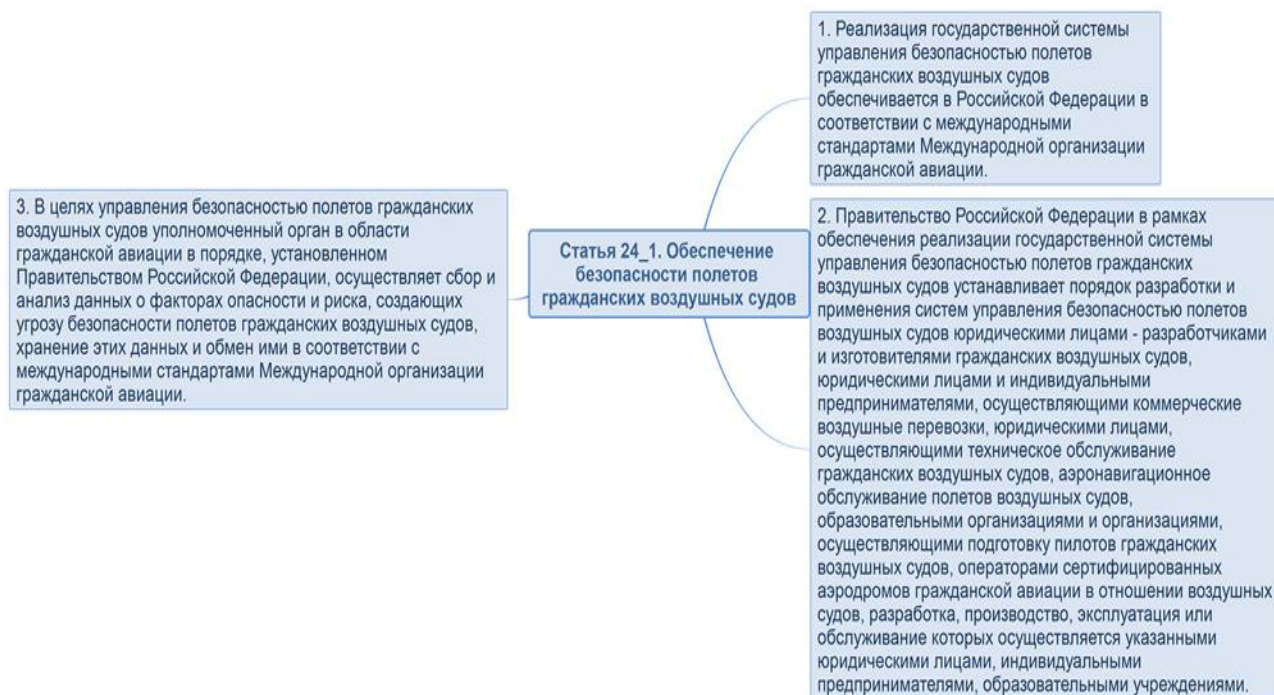 Статья 24_1. Обеспечение
безопасности полетов
гражданских воздушных судов
1. Реализация государственной системы
управления безопасностью полетов
гражданских воздушных судов
обеспечивается в Российской Федерации в
соответствии с международными
стандартами Международной организации
гражданской авиации.
2. Правительство Российской Федерации в рамках
обеспечения реализации государственной системы
управления безопасностью полетов гражданских
воздушных судов устанавливает порядок разработки и
применения систем управления безопасностью полетов
воздушных судов юридическими лицами - разработчиками
и изготовителями гражданских воздушных судов,
юридическими лицами и индивидуальными
предпринимателями, осуществляющими коммерческие
воздушные перевозки, юридическими лицами,
осуществляющими техническое обслуживание
гражданских воздушных судов, аэронавигационное
обслуживание полетов воздушных судов,
образовательными организациями и организациями,
осуществляющими подготовку пилотов гражданских
воздушных судов, операторами сертифицированных
аэродромов гражданской авиации в отношении воздушных
судов, разработка, производство, эксплуатация или
обслуживание которых осуществляется указанными
юридическими лицами, индивидуальными
предпринимателями, образовательными учреждениями.
3. В целях управления безопасностью полетов гражданских
воздушных судов уполномоченный орган в области
гражданской авиации в порядке, установленном
Правительством Российской Федерации, осуществляет сбор и
анализ данных о факторах опасности и риска, создающих
угрозу безопасности полетов гражданских воздушных судов,
хранение этих данных и обмен ими в соответствии с
международными стандартами Международной организации
гражданской авиации.